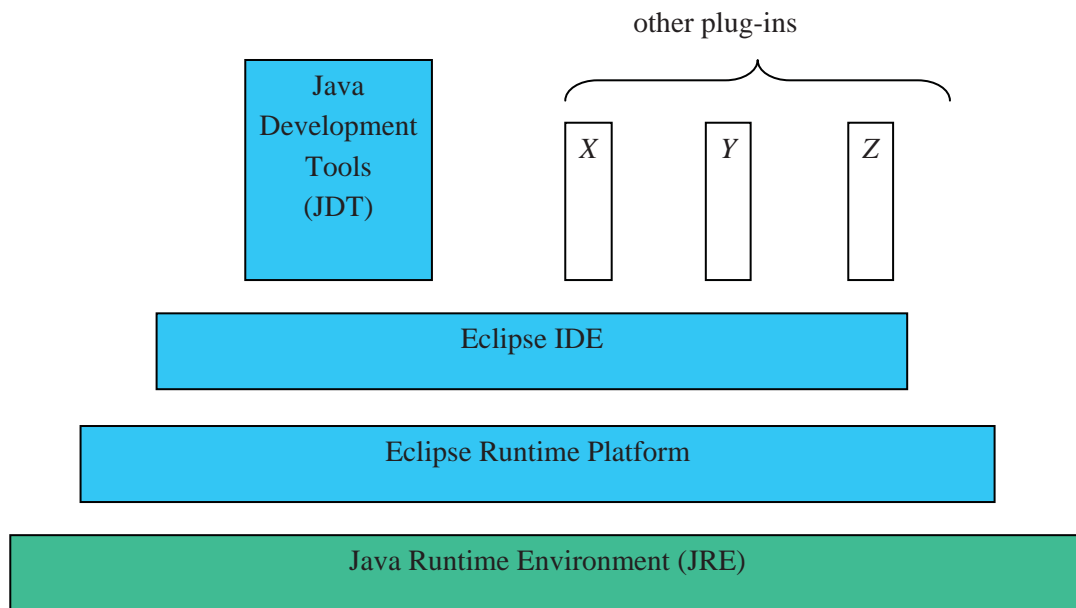 other plug-ins
Java
Development
Tools
(JDT)
X
Y
Z
Eclipse IDE
Eclipse Runtime Platform
Java Runtime Environment (JRE)